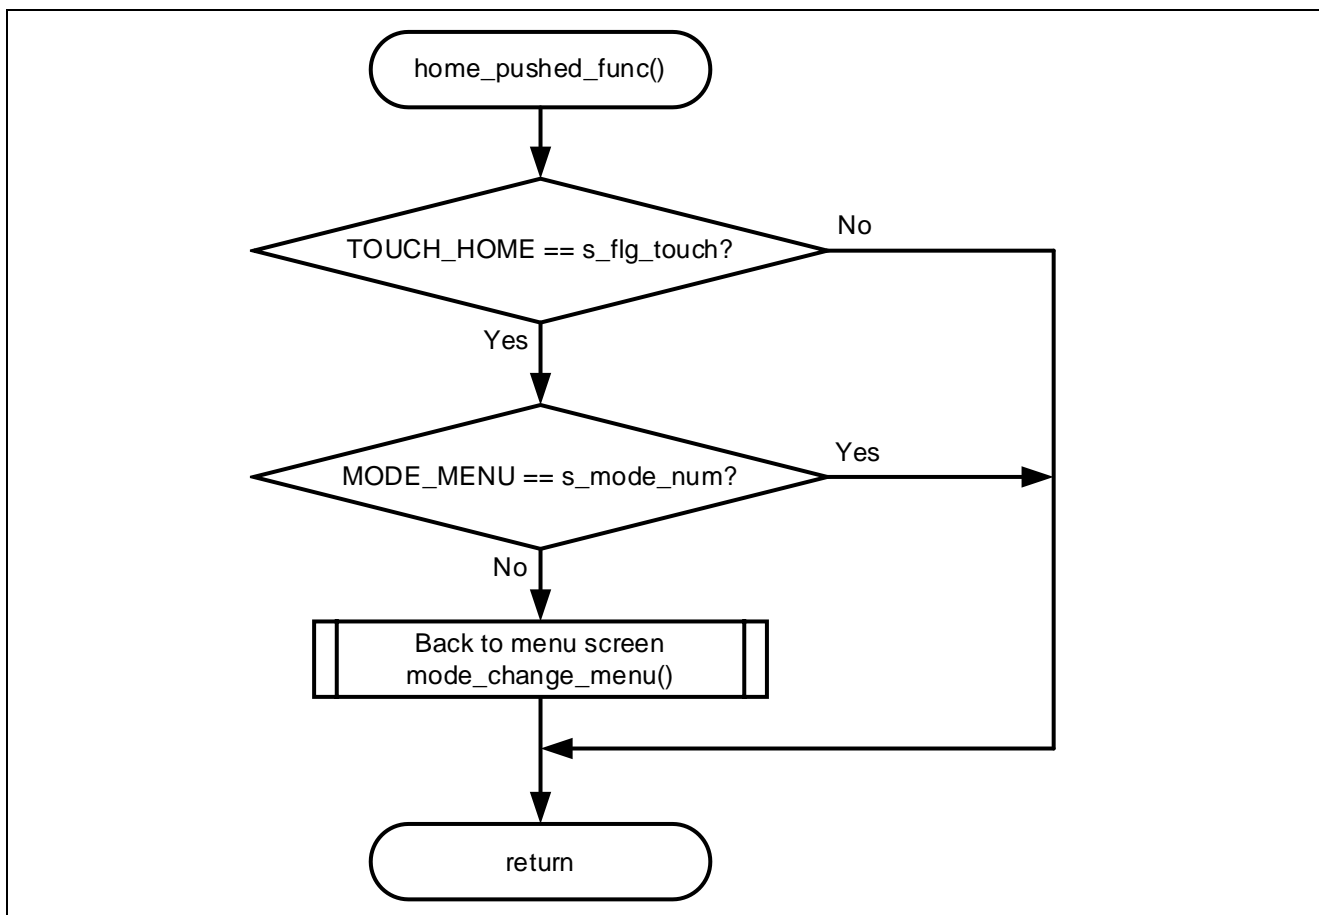 home_pushed_func()
TOUCH_HOME == s_flg_touch?
No
Yes
MODE_MENU == s_mode_num?
Yes
No
Back to menu screen
mode_change_menu()
return